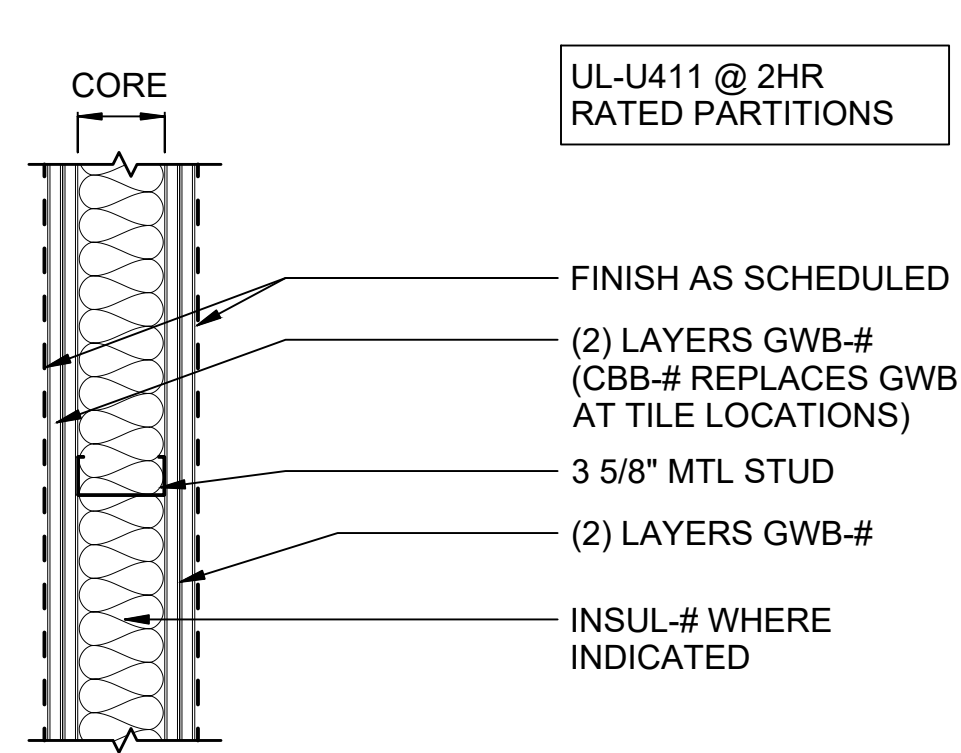 CORE
UL-U411 @ 2HR
RATED PARTITIONS
FINISH AS SCHEDULED
(2) LAYERS GWB-#
(CBB-# REPLACES GWB
AT TILE LOCATIONS)
3 5/8" MTL STUD
(2) LAYERS GWB-#
INSUL-# WHERE
INDICATED